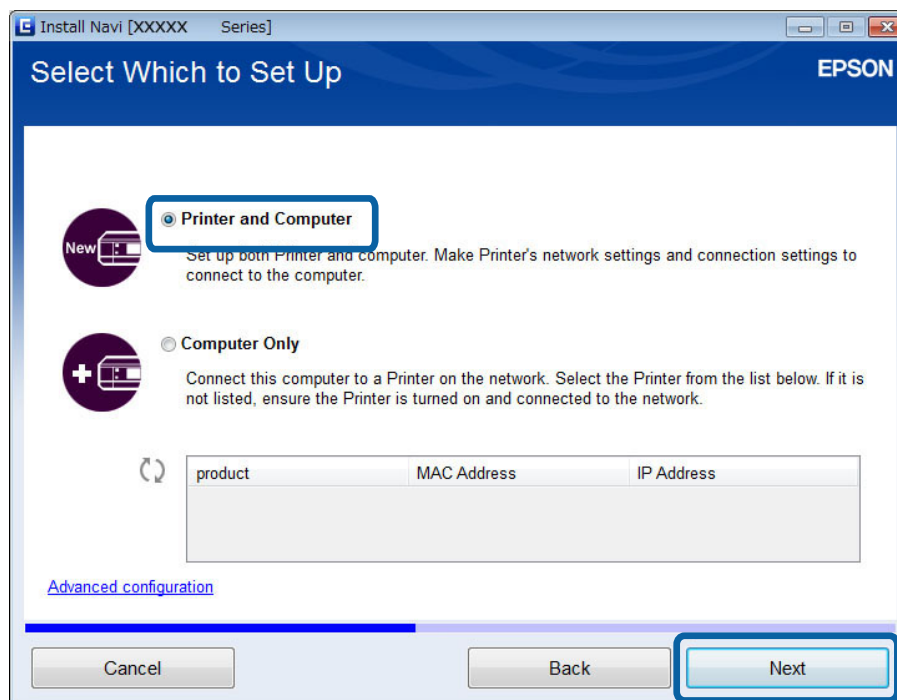 Install Navi [XXXXX Series]
Select Which to Set Up
EPSON
New
Printer and Computer
Set up both Printer and computer. Make Printer's network settings and connection settings to
connect to the computer.
Computer Only
Connect this computer to a Printer on the network. Select the Printer from the list below. If it is
not listed, ensure the Printer is turned on and connected to the network.
product MAC Address IP Address
Advanced configuration
Cancel Back Next